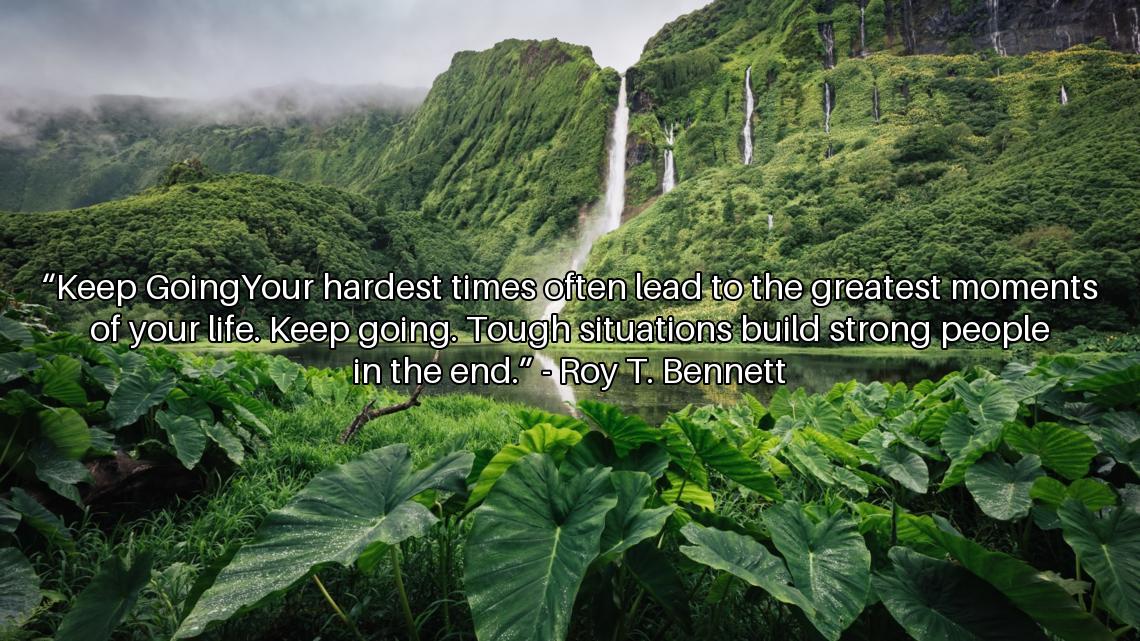 “Keep GoingYour hardest times often lead to the greatest moments
of your life. Keep going. Tough situations build strong people
in the end.” - Roy T. Bennett